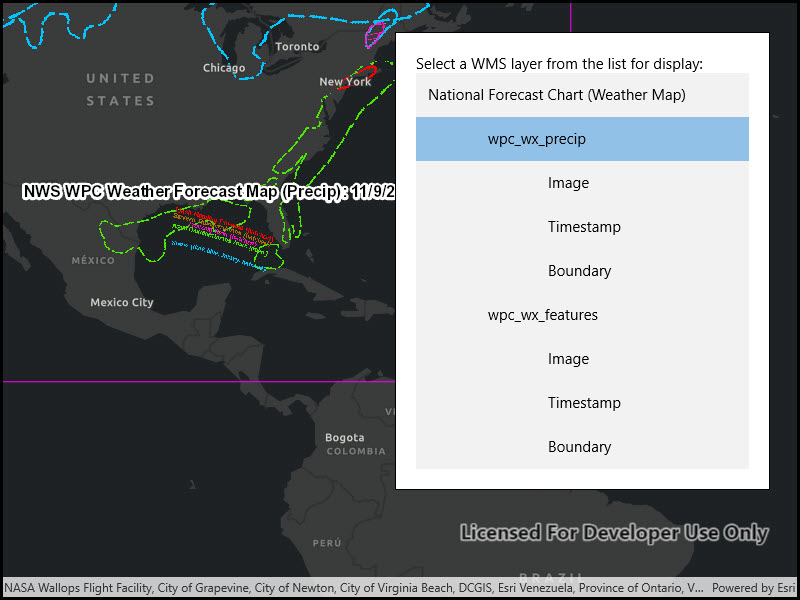 Toronto
Chicago
UNITED
STATES
New York
NWS WPC Weather Forecast Map (Precip): 11/9/2
MÉXICO
Mexico City
Bogota
COLOMBIA
PERÚ
BRAZIL
Select a WMS layer from the list for display:
National Forecast Chart (Weather Map)
wpc_wx_precip
Image
Timestamp
Boundary
wpc_wx_features
Image
Timestamp
Boundary
Licensed For Developer Use Only
NASA Wallops Flight Facility, City of Grapevine, City of Newton, City of Virginia Beach, DCGIS, Esri Venezuela, Province of Ontario, V...
Powered by Esri